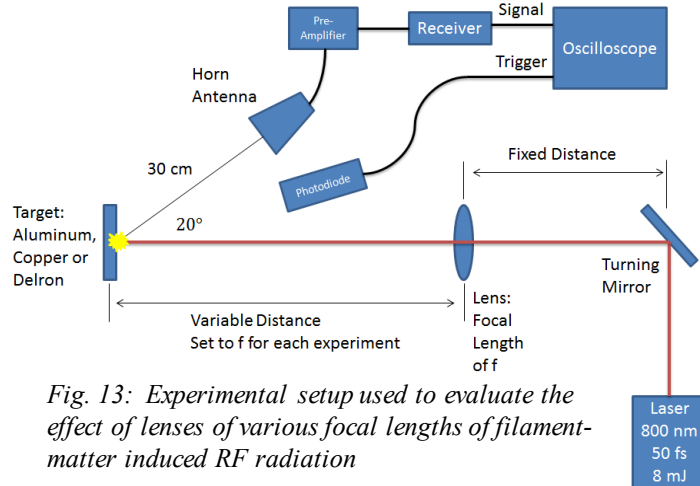 Pre-
Amplifier
Receiver
Signal
Oscilloscope
Trigger
Horn
Antenna
30 cm
Photodiode
Fixed Distance
Target:
Aluminum,
Copper or
Delron
20°
Turning
Mirror
Variable Distance
Set to f for each experiment
Lens:
Focal
Length
of f
Fig. 13: Experimental setup used to evaluate the
effect of lenses of various focal lengths of filament-
matter induced RF radiation
Laser
800 nm
50 fs
8 mJ